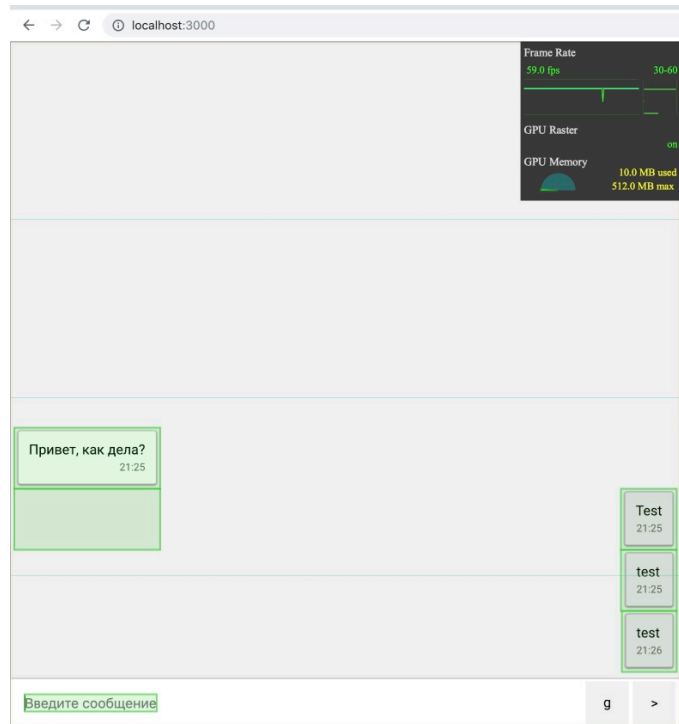 localhost:3000
Frame Rate
59.0 fps 30-60
GPU Raster
on
GPU Memory
10.0 MB used
512.0 MB max
Привет, как дела?
21:25
Test
21:25
test
21:25
test
21:26
Введите сообщение
g >